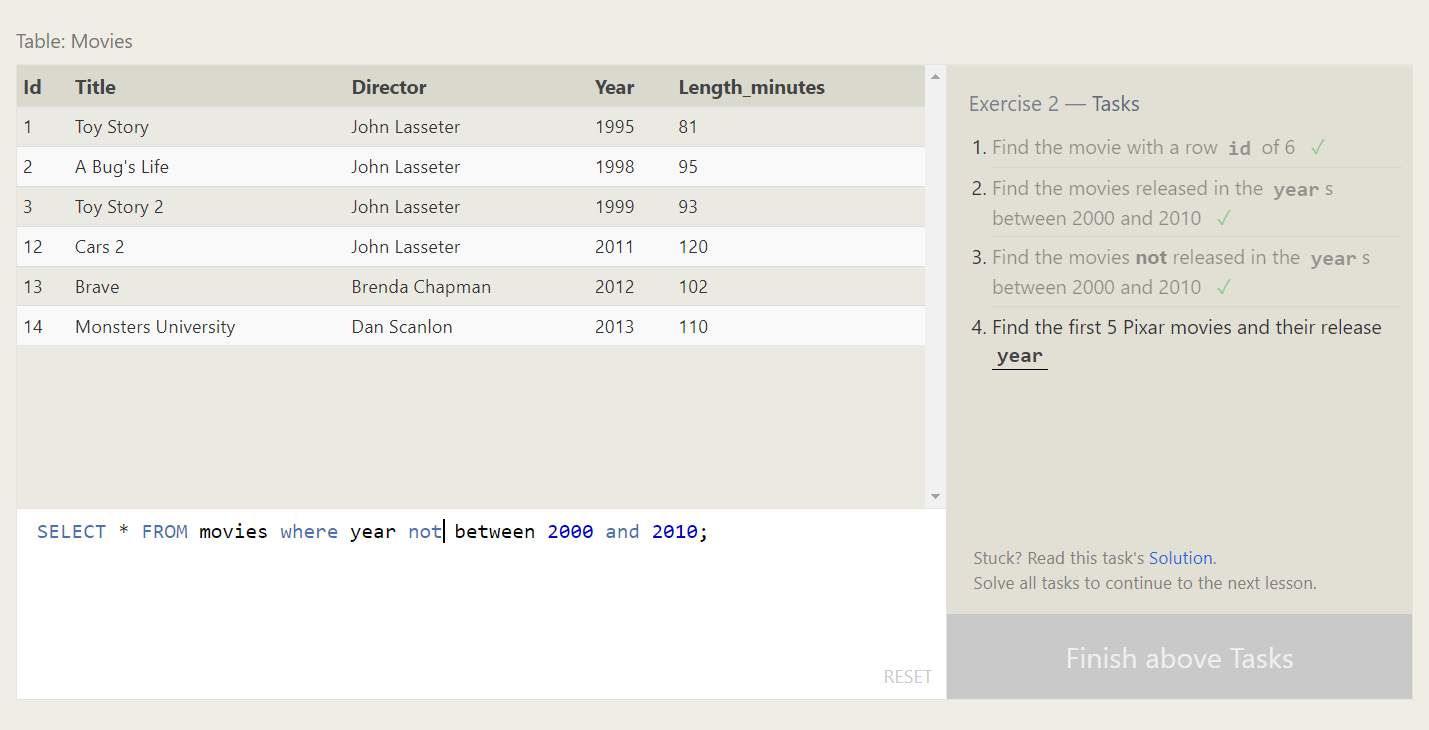 Table: Movies
Id Title Director Year Length_minutes
1 Toy Story John Lasseter 1995 81
2 A Bug's Life John Lasseter 1998 95
3 Toy Story 2 John Lasseter 1999 93
12 Cars 2 John Lasseter 2011 120
13 Brave Brenda Chapman 2012 102
14 Monsters University Dan Scanlon 2013 110
SELECT * FROM movies where year not between 2000 and 2010;
RESET
Exercise 2 — Tasks
1. Find the movie with a row id of 6 ✓
2. Find the movies released in the year s
between 2000 and 2010 ✓
3. Find the movies not released in the year s
between 2000 and 2010 ✓
4. Find the first 5 Pixar movies and their release
year
Stuck? Read this task's Solution.
Solve all tasks to continue to the next lesson.
Finish above Tasks